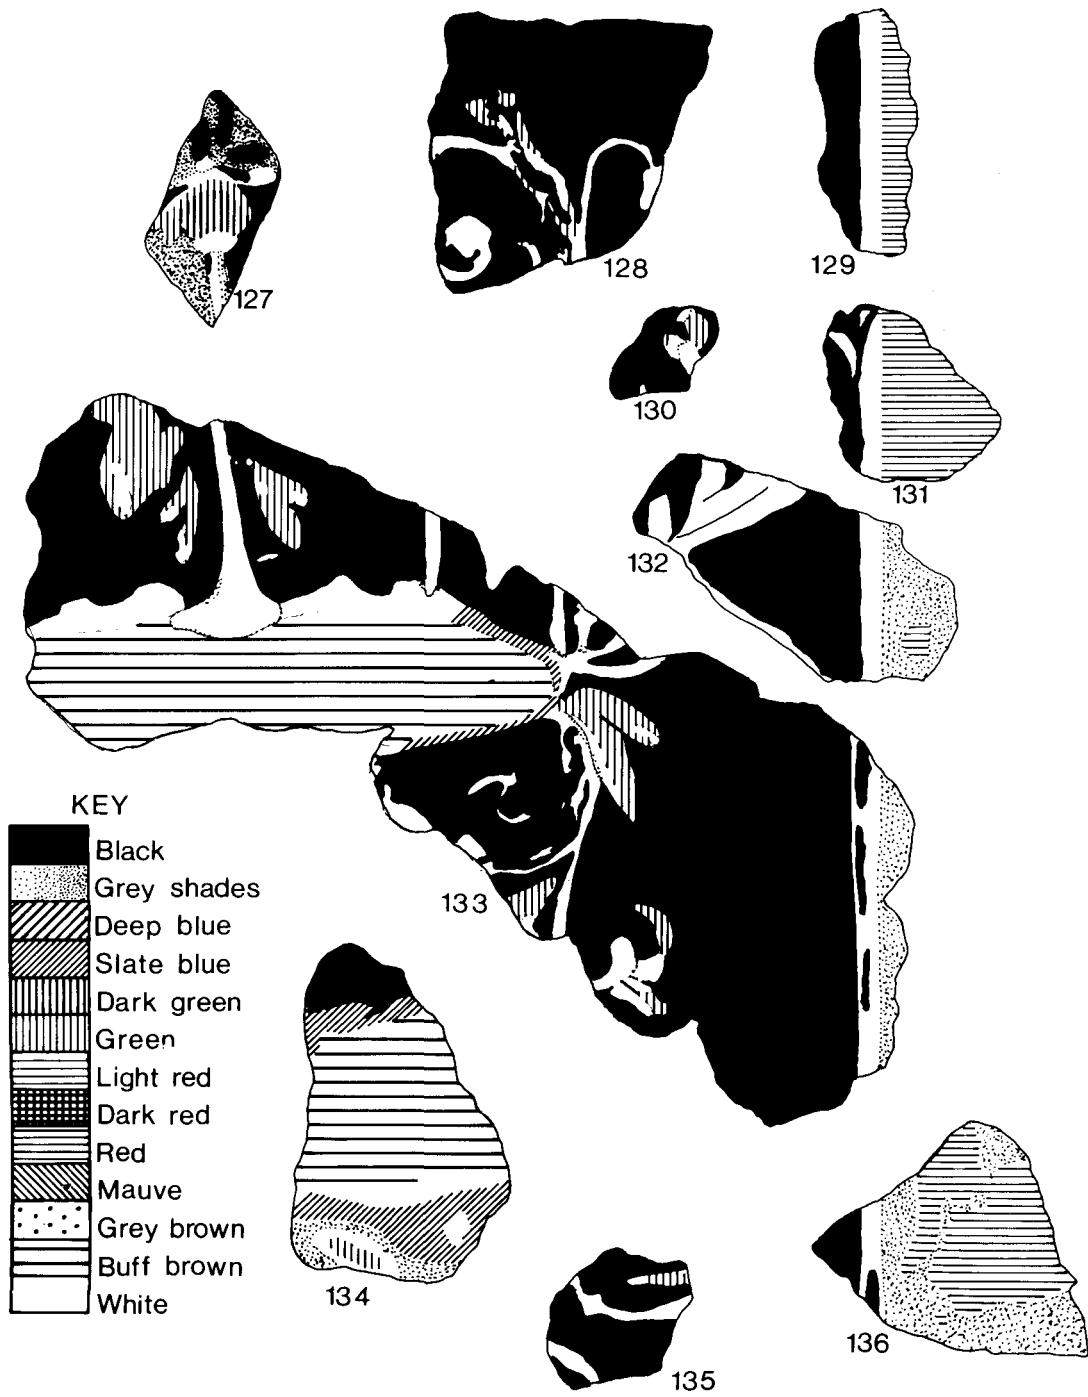 127
128
129
130
131
132
133
KEY
Black
Grey shades
Deep blue
Slate blue
Dark green
Green
Light red
Dark red
Red
Mauve
Grey brown
Buff brown
White
134
135
136